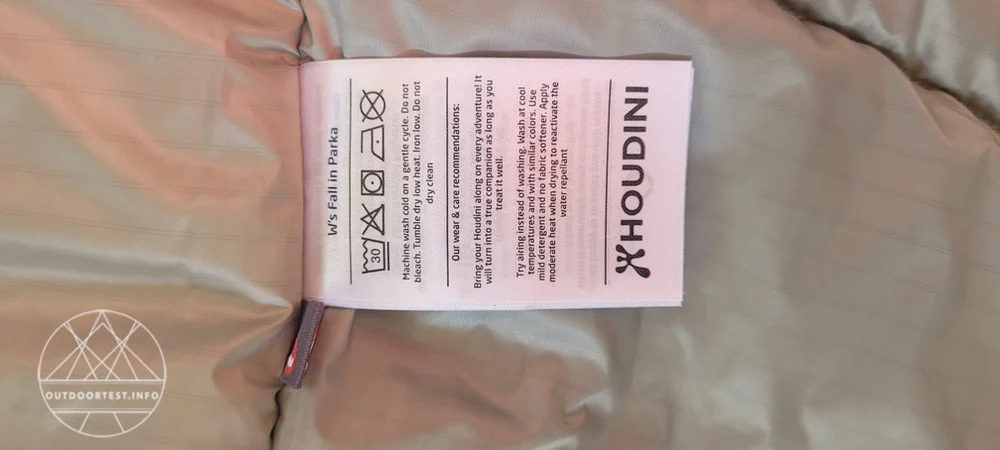 W's Fall in Parka
30
Machine wash cold on a gentle cycle. Do not
bleach. Tumble dry low heat. Iron low. Do not
dry clean
Our wear & care recommendations:
Bring your Houdini along on every adventure! It
will turn into a true companion as long as you
treat it well.
Try airing instead of washing. Wash at cool
temperatures and with similar colors. Use
mild detergent and no fabric softener. Apply
moderate heat when drying to reactivate the
water repellant
HOUDINI
OUTDOORTEST.INFO